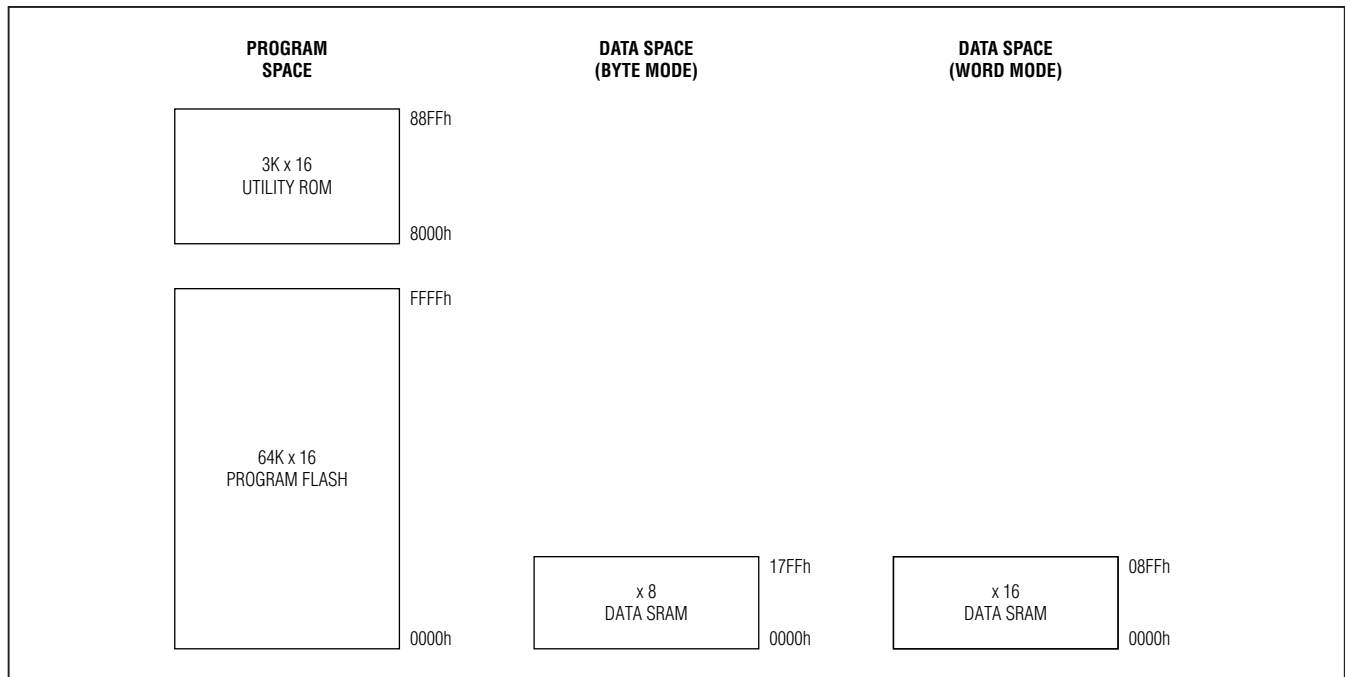 PROGRAM
SPACE
DATA SPACE
(BYTE MODE)
DATA SPACE
(WORD MODE)
88FFh
3K x 16
UTILITY ROM
8000h
FFFFh
64K x 16
PROGRAM FLASH
0000h
17FFh
x 8
DATA SRAM
0000h
08FFh
x 16
DATA SRAM
0000h